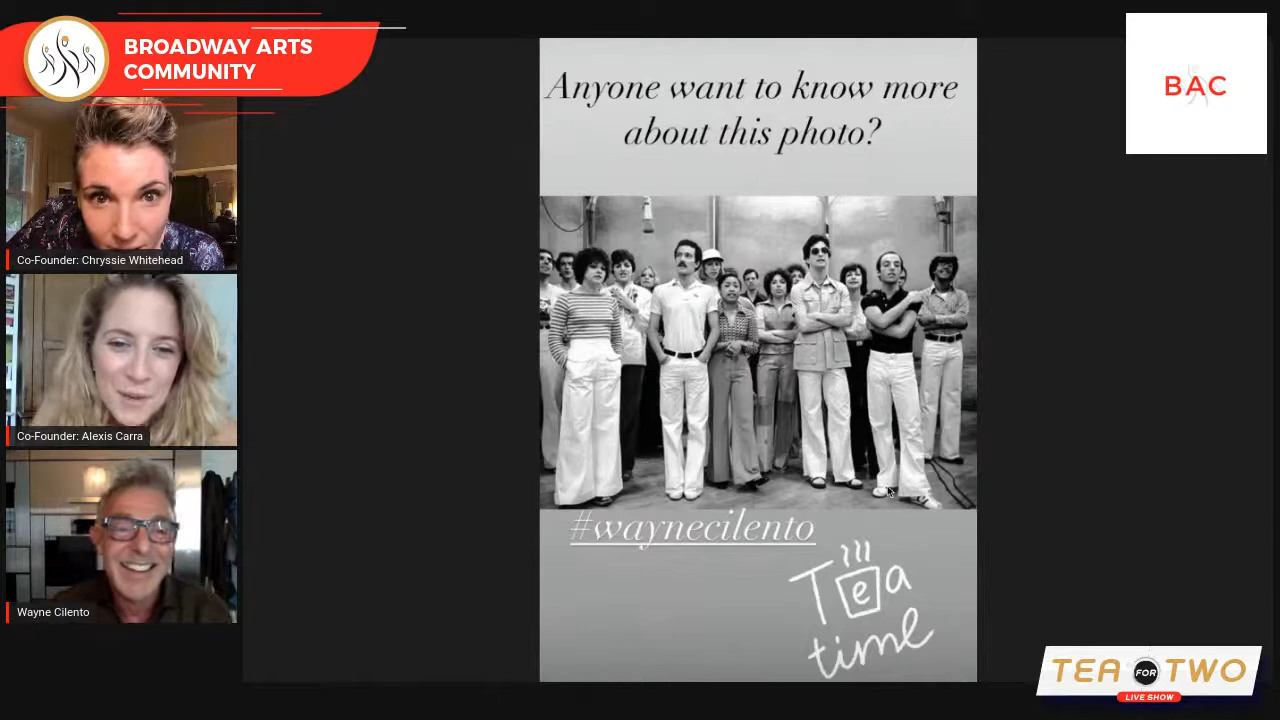 BROADWAY ARTS
COMMUNITY
Co-Founder: Chryssie Whitehead
Co-Founder: Alexis Carra
Wayne Cilento
Anyone want to know more
about this photo?
#waynecilento
Tea
time
BAC
TEA FOR TWO
LIVE SHOW